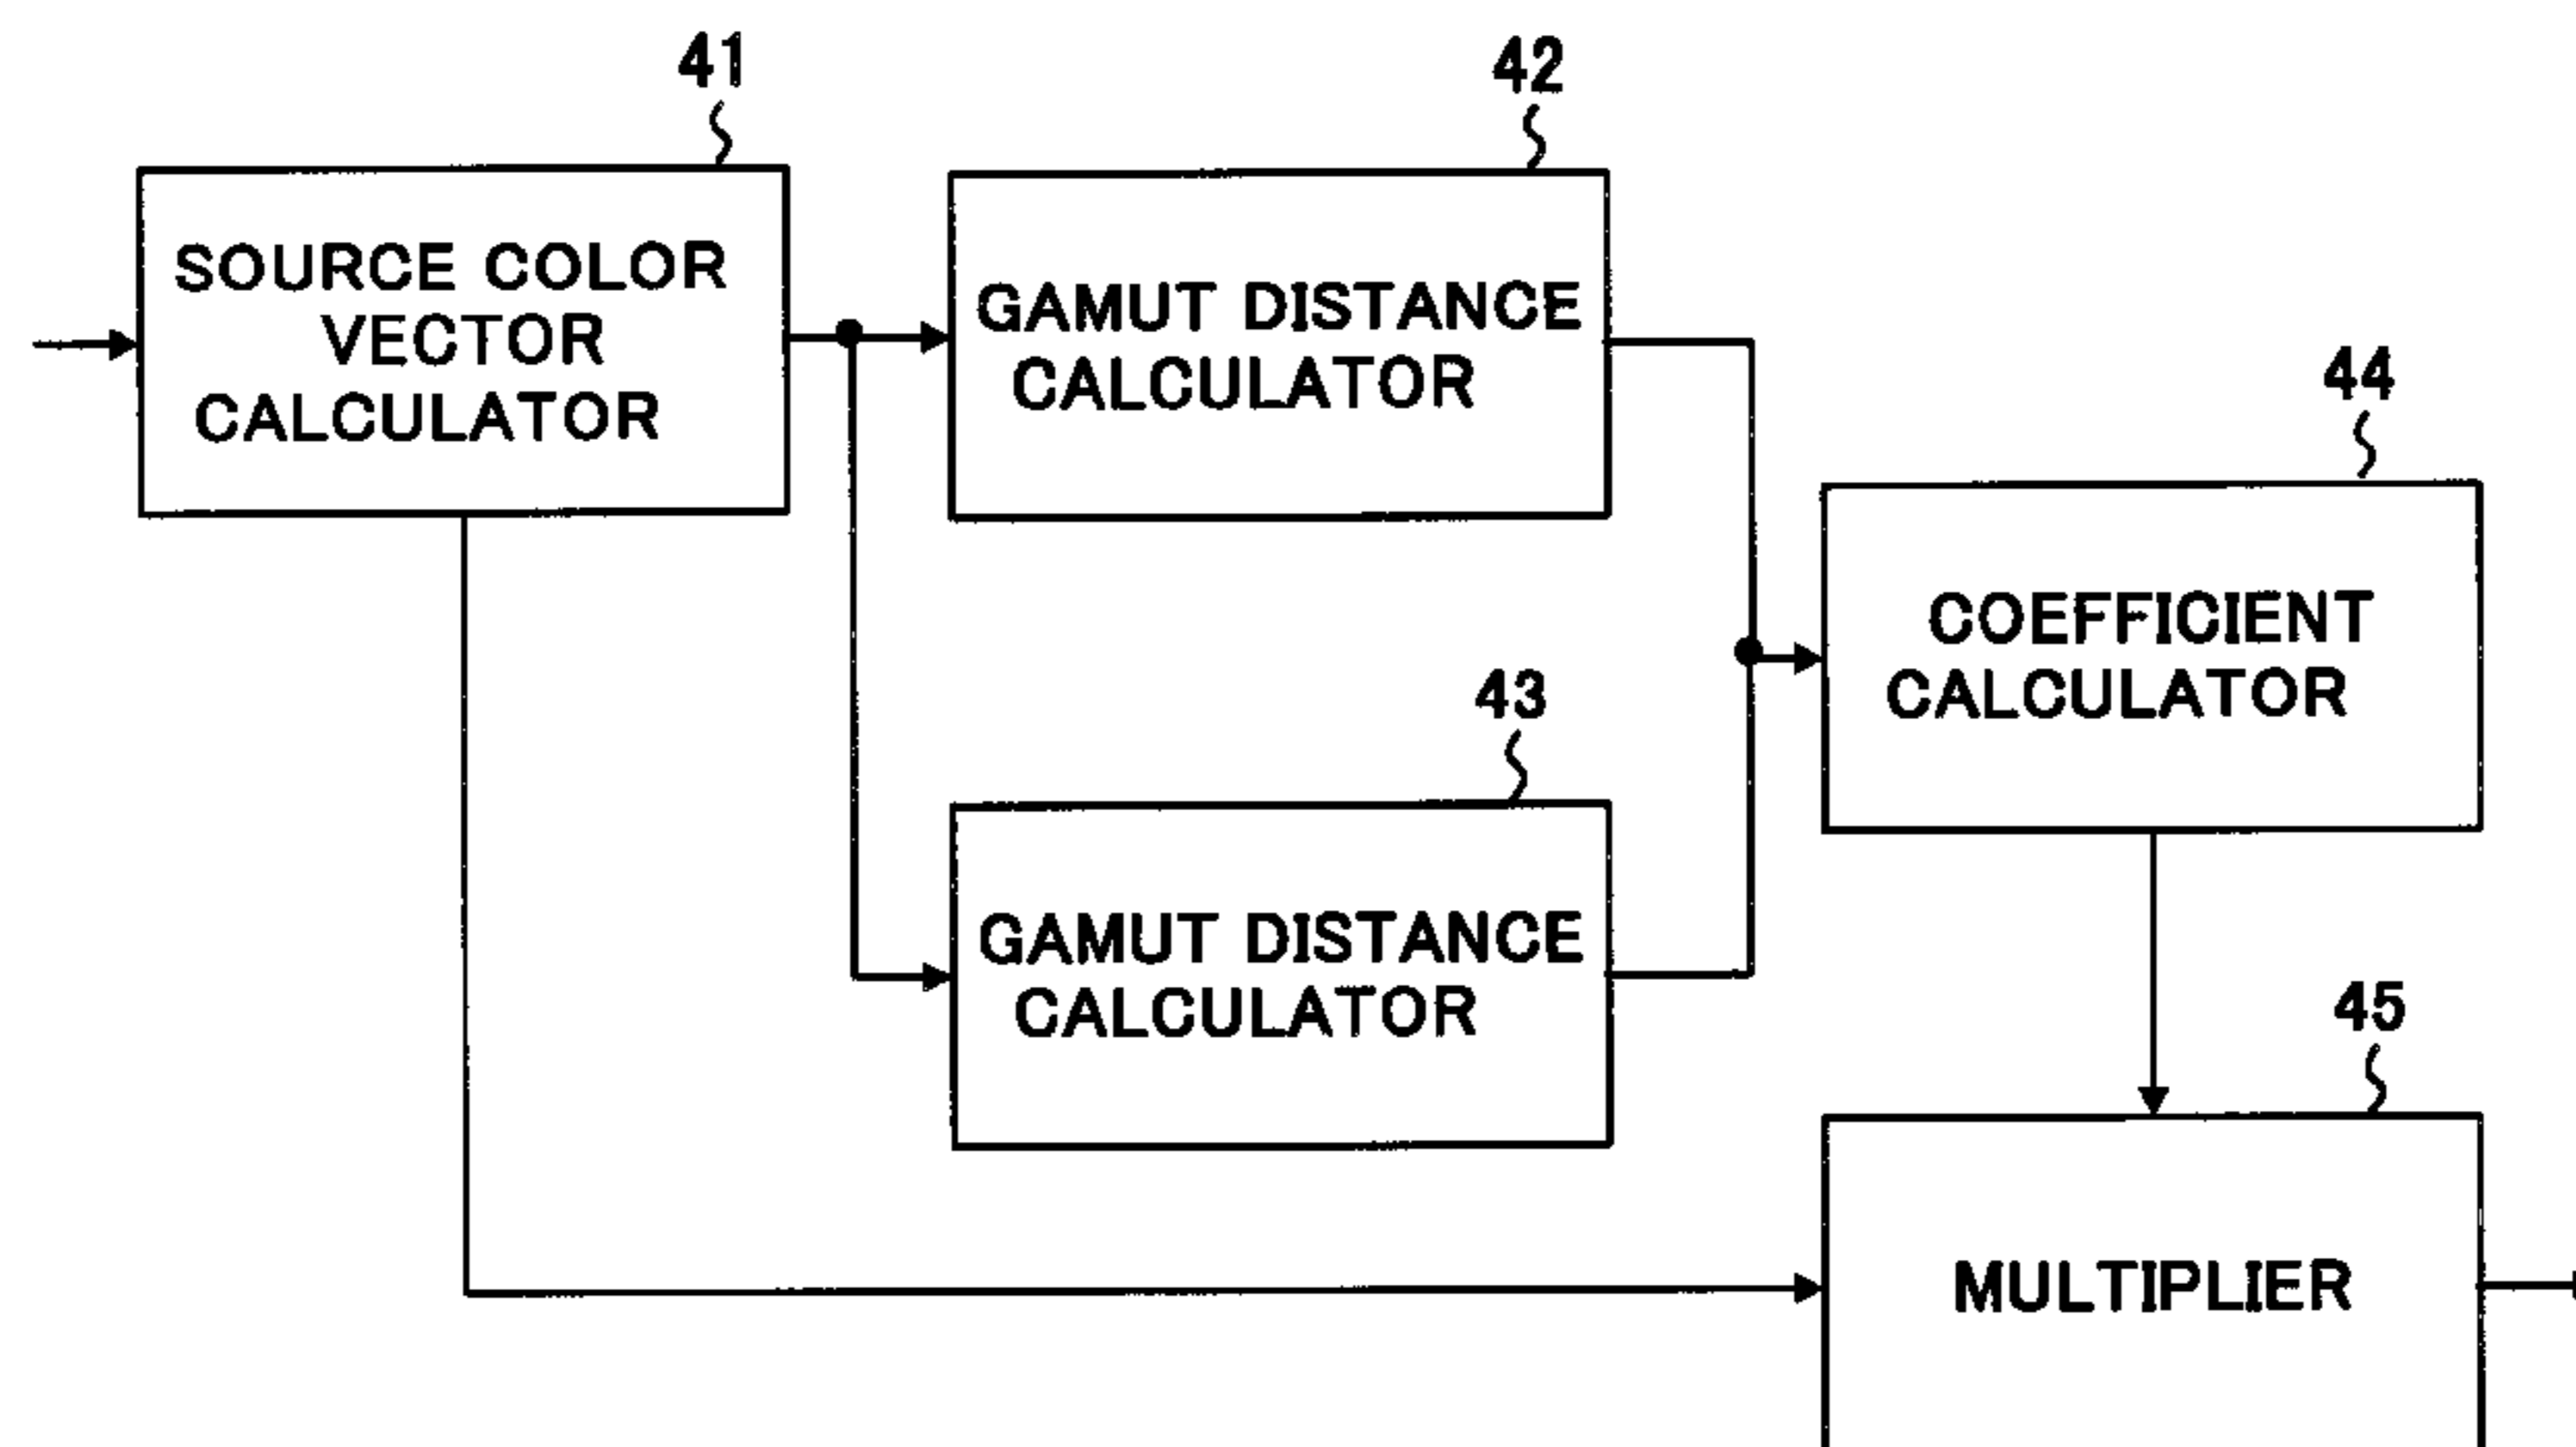 41
SOURCE COLOR
VECTOR
CALCULATOR
42
GAMUT DISTANCE
CALCULATOR
43
GAMUT DISTANCE
CALCULATOR
44
COEFFICIENT
CALCULATOR
45
MULTIPLIER